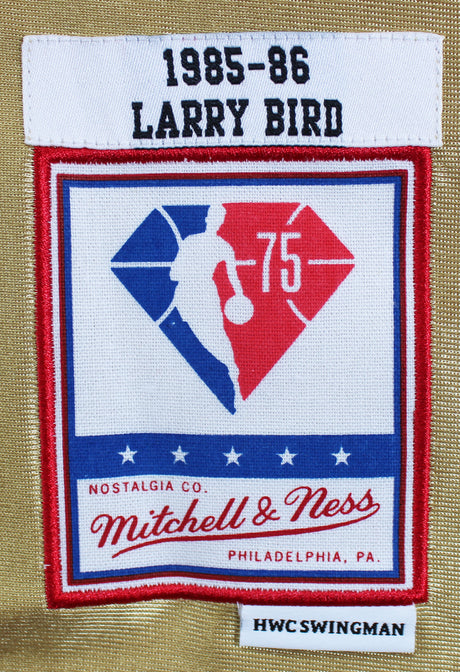 1985-86
LARRY BIRD
75
NOSTALGIA CO.
Mitchell & Ness
PHILADELPHIA, PA.
HWC SWINGMAN